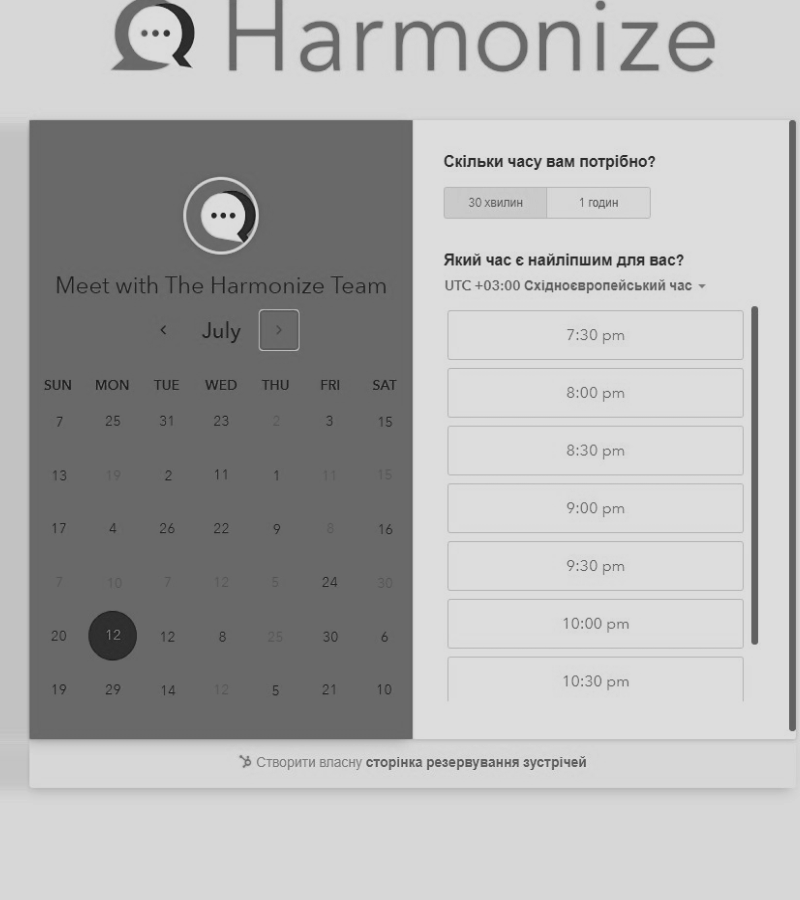 Harmonize
Meet with The Harmonize Team
July
SUN MON TUE WED THU FRI SAT
7 25 31 23 2 3 15
13 19 2 11 1 11 15
17 4 26 22 9 8 16
7 10 7 12 5 24 30
20 12 12 8 25 30 6
19 29 14 12 5 21 10
Скільки часу вам потрібно?
30 хвилин 1 годин
Який час є найліпшим для вас?
UTC +03:00 Східноєвропейський час
7:30 pm
8:00 pm
8:30 pm
9:00 pm
9:30 pm
10:00 pm
10:30 pm
Створити власну сторінка резервування зустрічей